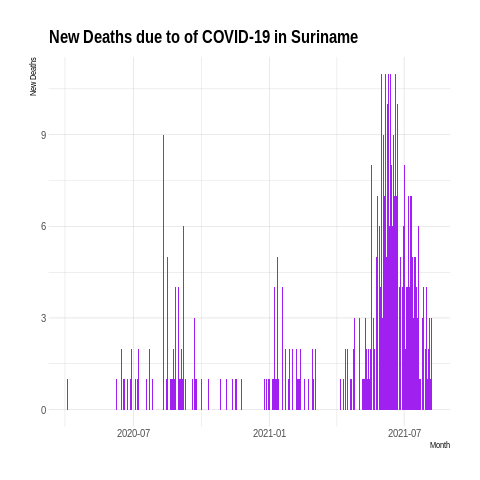 New Deaths due to of COVID-19 in Suriname
New Deaths
9
6
3
0
2020-07
2021-01
2021-07
Month